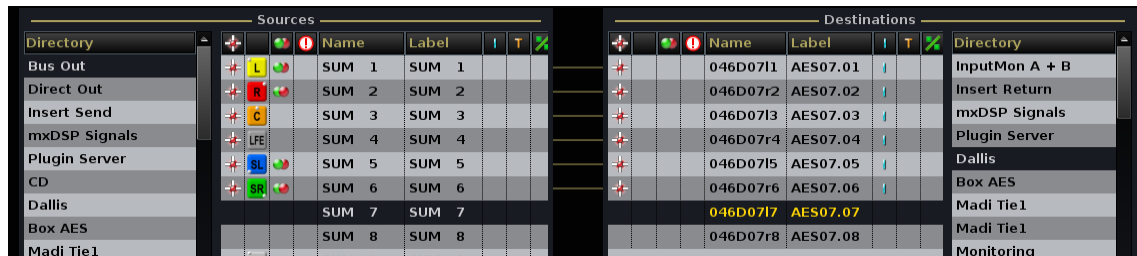 Sources Destinations
Directory Name Label I T Name Label I T Directory
Bus Out L SUM 1 SUM 1 046D07l1 AES07.01 I InputMon A + B
Direct Out R SUM 2 SUM 2 046D07r2 AES07.02 I Insert Return
Insert Send C SUM 3 SUM 3 046D07l3 AES07.03 I mxDSP Signals
mxDSP Signals LFE SUM 4 SUM 4 046D07r4 AES07.04 I Plugin Server
Plugin Server SL SUM 5 SUM 5 046D07l5 AES07.05 I Dallis
CD SR SUM 6 SUM 6 046D07r6 AES07.06 I Box AES
Dallis SUM 7 SUM 7 046D07l7 AES07.07 Madi Tie1
Box AES SUM 8 SUM 8 046D07r8 AES07.08 Madi Tie1
Madi Tie1 Monitoring